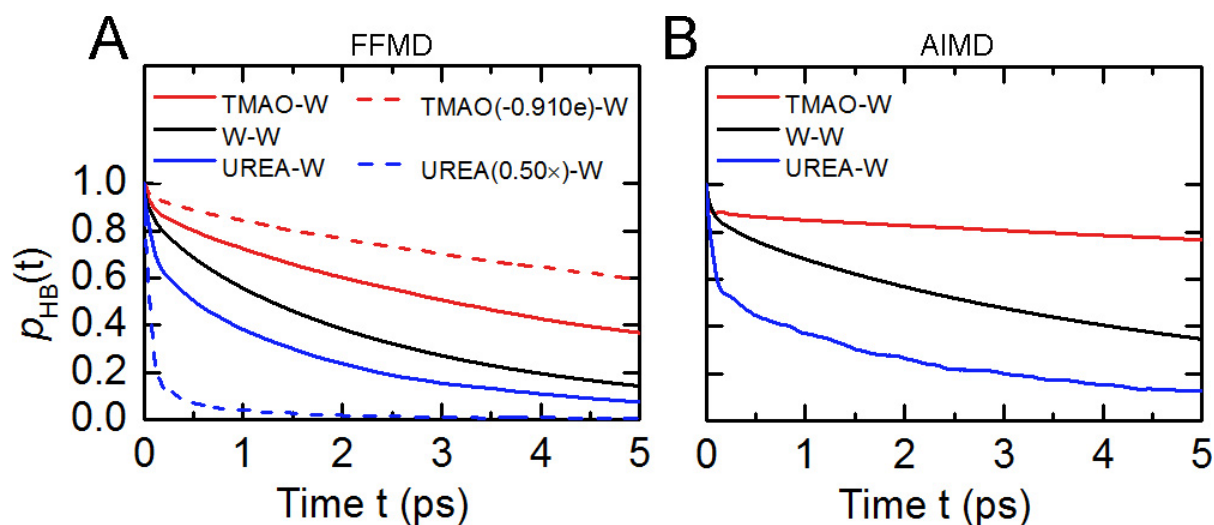 A
FFMD
TMAO-W
TMAO(-0.910e)-W
W-W
UREA-W
UREA(0.50×)-W
1.0
0.8
0.6
0.4
0.2
0.0
pHB(t)
0 1 2 3 4 5
Time t (ps)
B
AIMD
TMAO-W
W-W
UREA-W
0 1 2 3 4 5
Time t (ps)